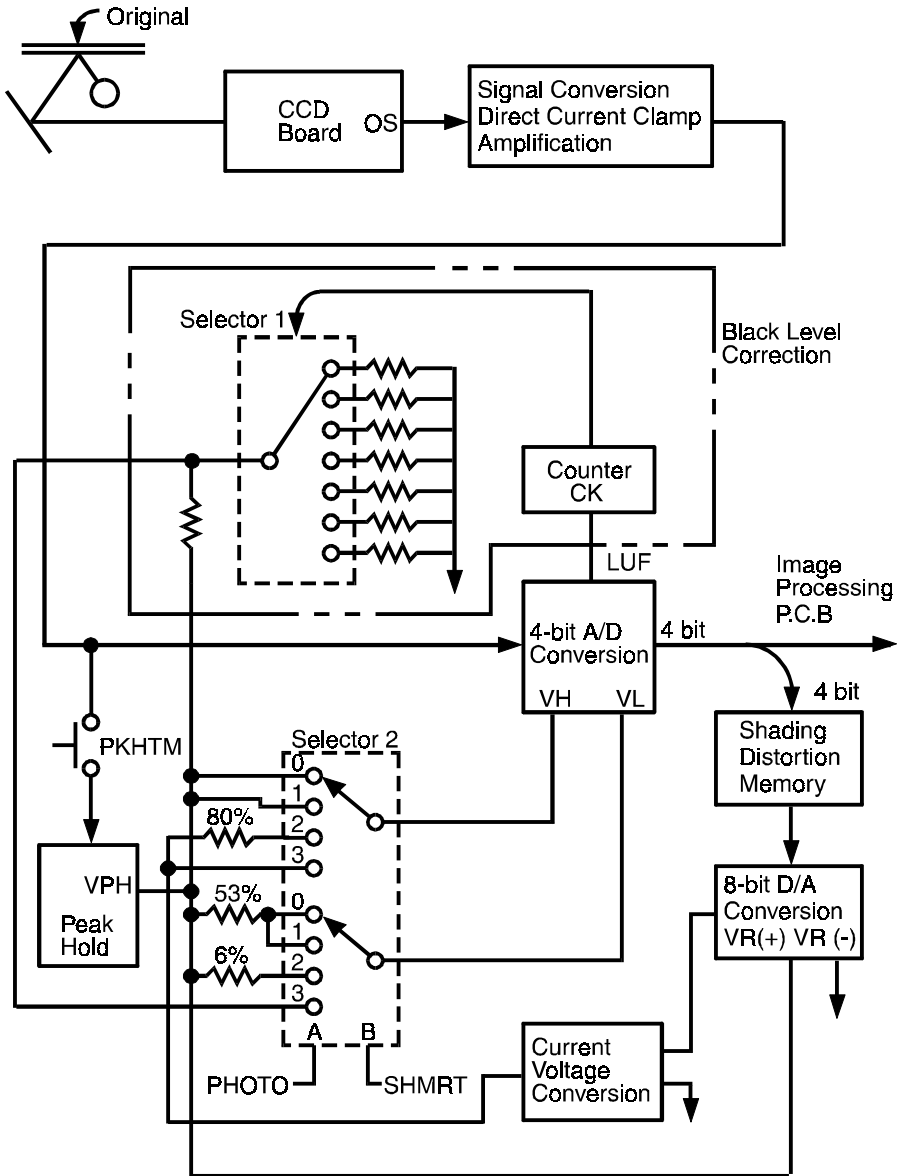 Original
CCD
Board
OS
Signal Conversion
Direct Current Clamp
Amplification
Selector 1
Black Level
Correction
Counter
CK
LUF
Image
Processing
P.C.B
4-bit A/D
Conversion
VH
VL
4 bit
4 bit
PKHTM
Selector 2
0
1
80%
2
3
Shading
Distortion
Memory
VPH
Peak
Hold
53%
0
1
6%
2
3
A
B
8-bit D/A
Conversion
VR(+) VR (-)
PHOTO
SHMRT
Current
Voltage
Conversion